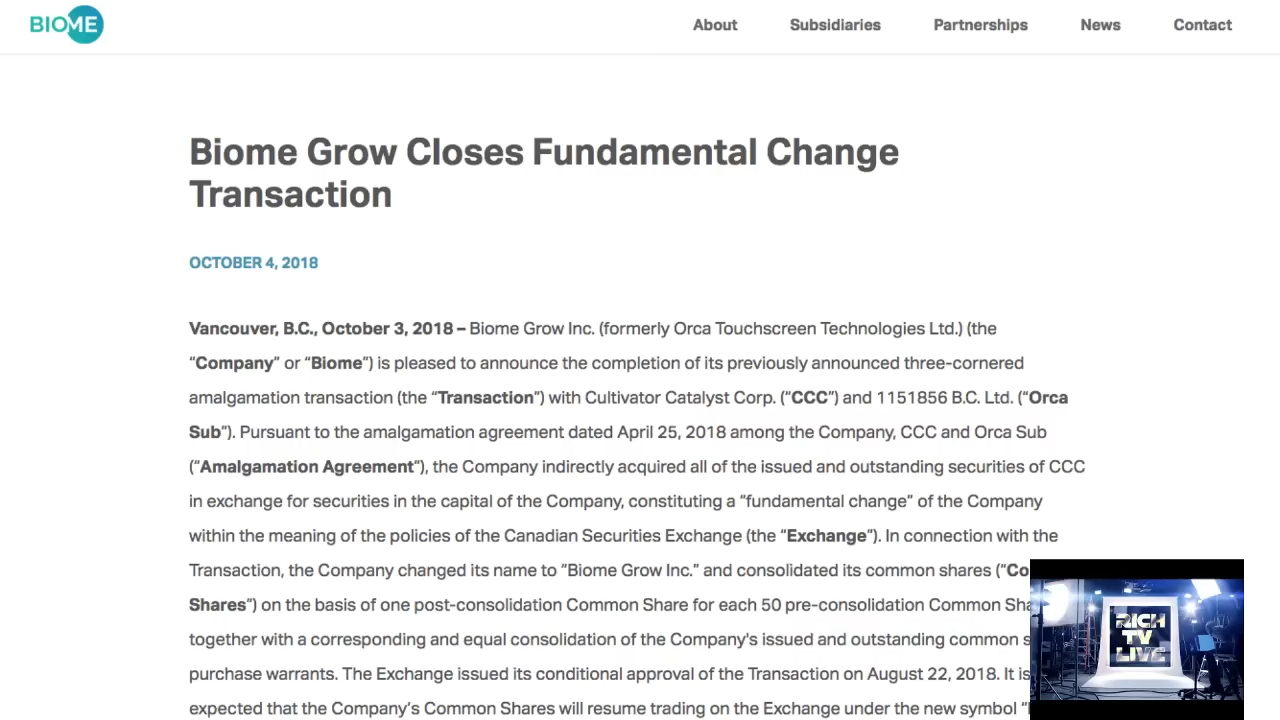 BIOME
About Subsidiaries Partnerships News Contact
Biome Grow Closes Fundamental Change
Transaction
OCTOBER 4, 2018
Vancouver, B.C., October 3, 2018 – Biome Grow Inc. (formerly Orca Touchscreen Technologies Ltd.) (the
“Company” or “Biome”) is pleased to announce the completion of its previously announced three-cornered
amalgamation transaction (the “Transaction”) with Cultivator Catalyst Corp. (“CCC”) and 1151856 B.C. Ltd. (“Orca
Sub”). Pursuant to the amalgamation agreement dated April 25, 2018 among the Company, CCC and Orca Sub
(“Amalgamation Agreement“), the Company indirectly acquired all of the issued and outstanding securities of CCC
in exchange for securities in the capital of the Company, constituting a “fundamental change” of the Company
within the meaning of the policies of the Canadian Securities Exchange (the “Exchange”). In connection with the
Transaction, the Company changed its name to “Biome Grow Inc.” and consolidated its common shares (“
Shares”) on the basis of one post-consolidation Common Share for each 50 pre-consolidation Common
together with a corresponding and equal consolidation of the Company's issued and outstanding common
purchase warrants. The Exchange issued its conditional approval of the Transaction on August 22, 2018. It is
expected that the Company’s Common Shares will resume trading on the Exchange under the new symbol “
RICH
TV
LIVE